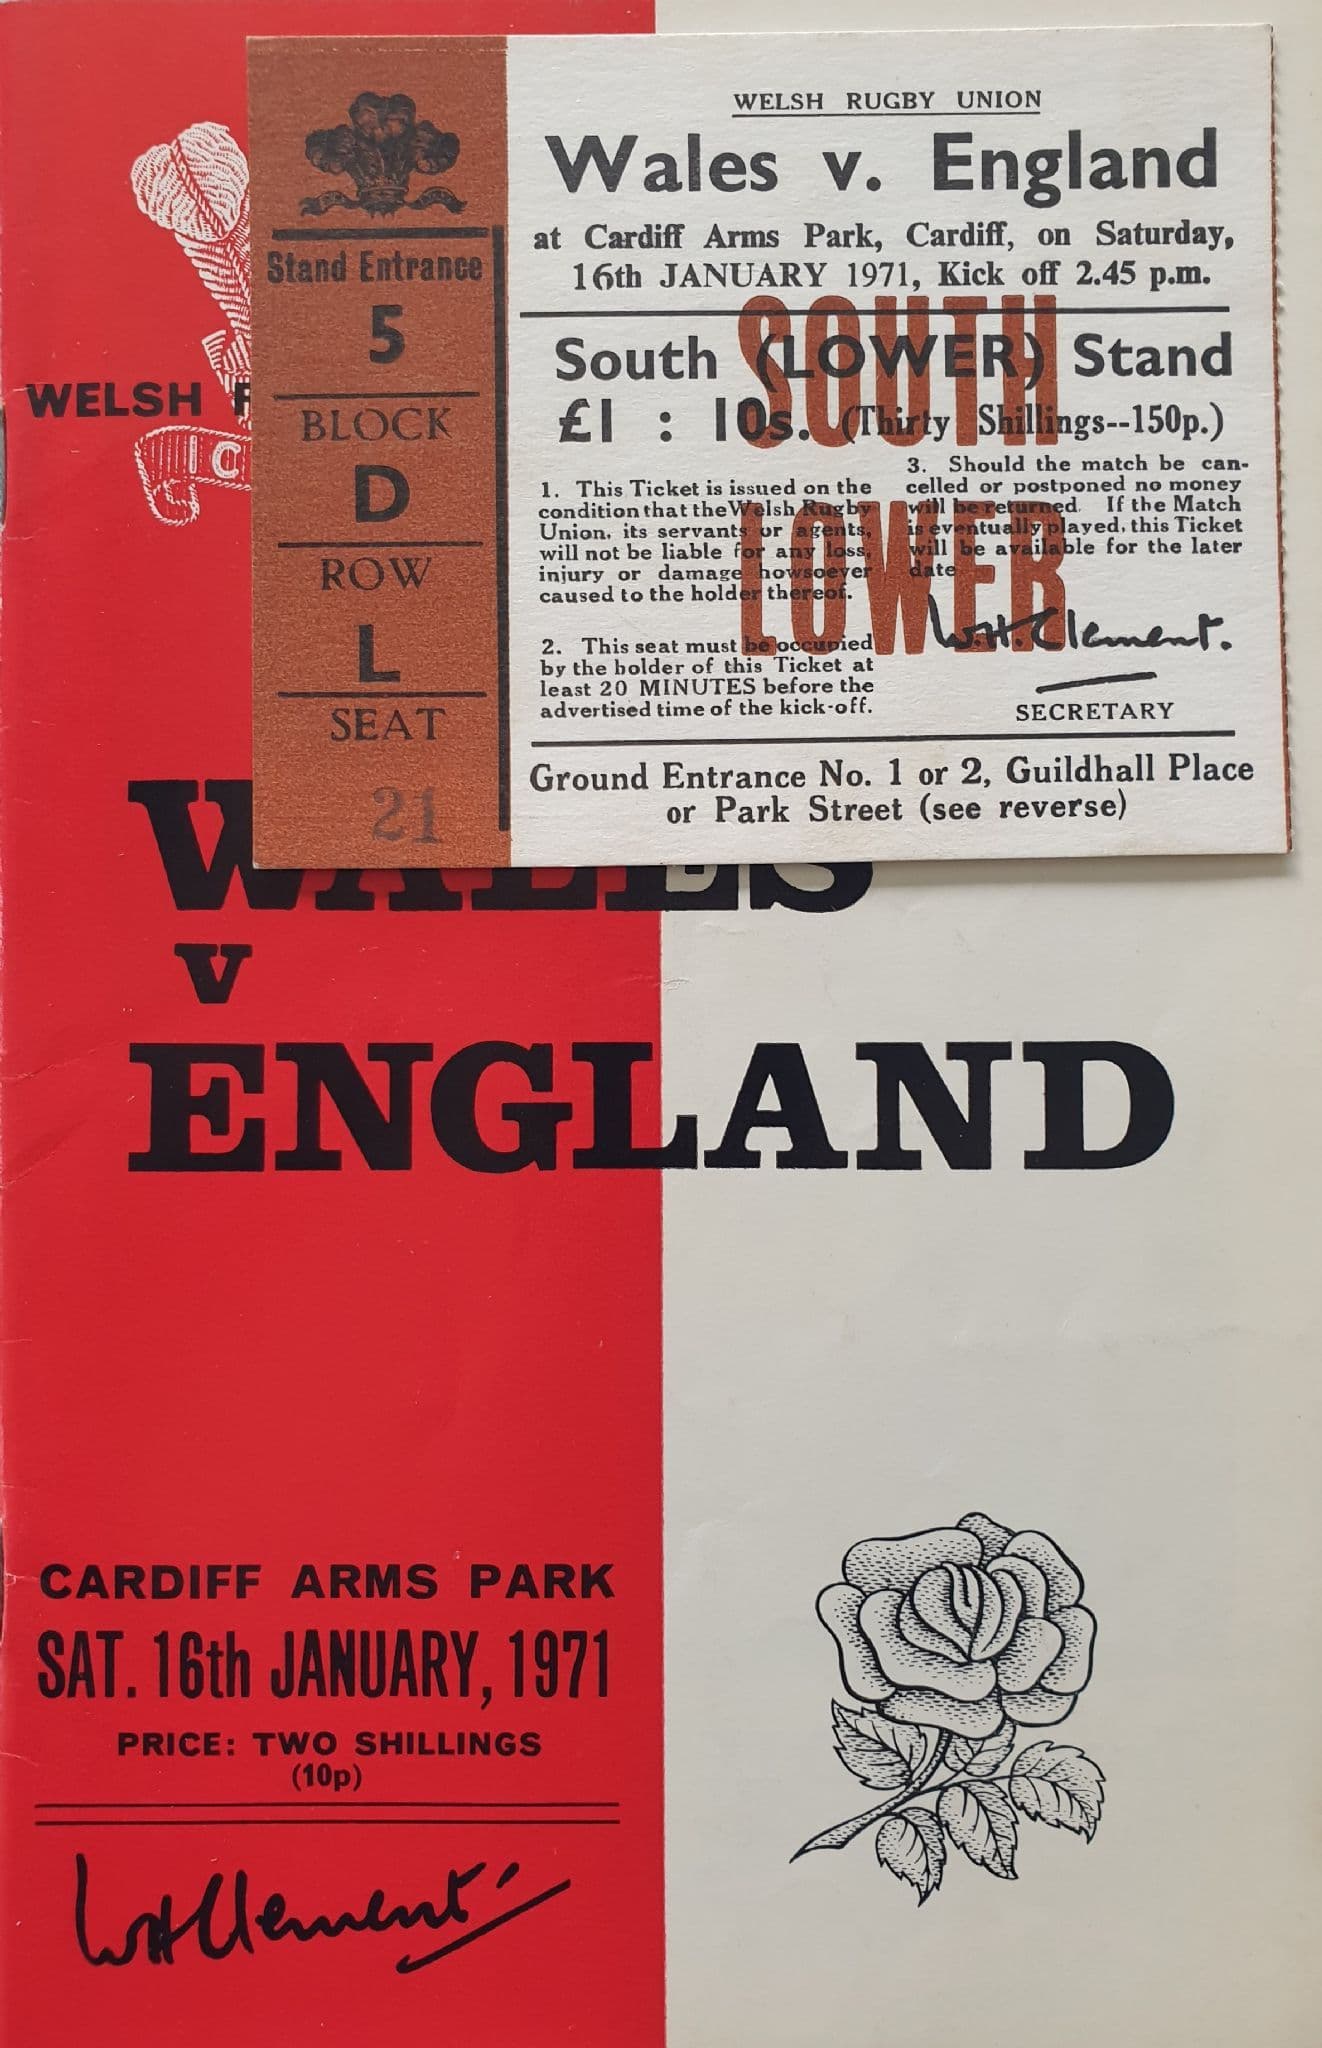 WELSH RUGBY UNION
Wales v. England
at Cardiff Arms Park, Cardiff, on Saturday,
16th JANUARY 1971, Kick off 2.45 p.m.
South (LOWER) Stand
£1 : 10s. (Thirty Shillings--150p.)
SOUTH
LOWER
1. This Ticket is issued on the
condition that the Welsh Rugby
Union, its servants or agents,
will not be liable for any loss,
injury or damage howsoever
caused to the holder thereof.
2. This seat must be occupied
by the holder of this Ticket at
least 20 MINUTES before the
advertised time of the kick-off.
3. Should the match be can-
celled or postponed no money
will be returned. If the Match
is eventually played, this Ticket
will be available for the later
date
W.H. Clement.
SECRETARY
Ground Entrance No. 1 or 2, Guildhall Place
or Park Street (see reverse)
Stand Entrance
5
BLOCK
D
ROW
L
SEAT
21
WELSH
IC
WALES
v
ENGLAND
CARDIFF ARMS PARK
SAT. 16th JANUARY, 1971
PRICE: TWO SHILLINGS
(10p)
WH Clement